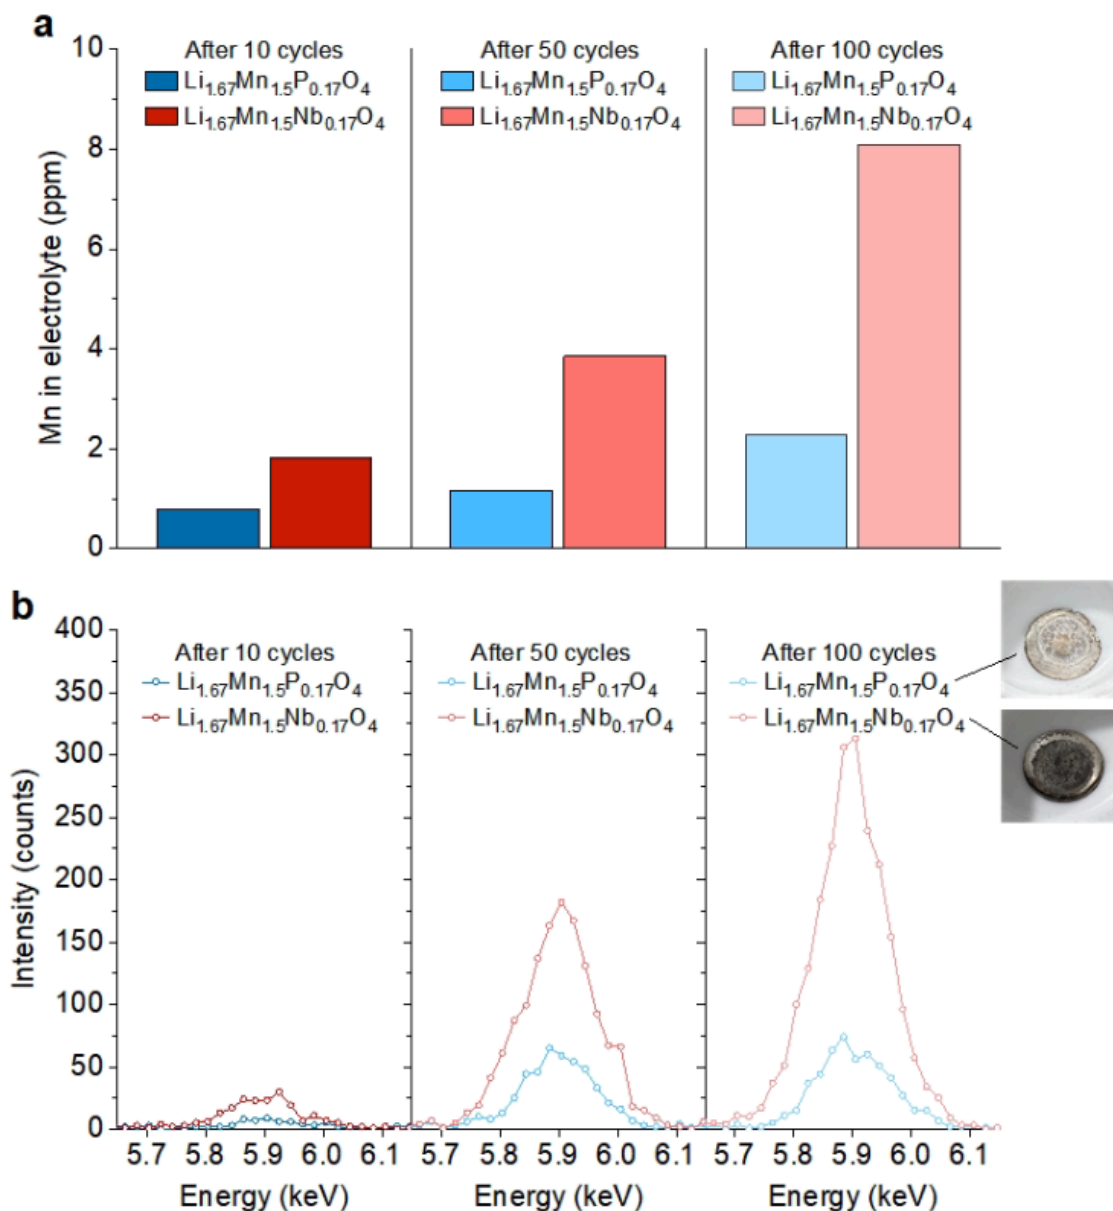 a
After 10 cycles
Li1.67Mn1.5P0.17O4
Li1.67Mn1.5Nb0.17O4
After 50 cycles
Li1.67Mn1.5P0.17O4
Li1.67Mn1.5Nb0.17O4
After 100 cycles
Li1.67Mn1.5P0.17O4
Li1.67Mn1.5Nb0.17O4
Mn in electrolyte (ppm)
10
8
6
4
2
0
b
After 10 cycles
Li1.67Mn1.5P0.17O4
Li1.67Mn1.5Nb0.17O4
After 50 cycles
Li1.67Mn1.5P0.17O4
Li1.67Mn1.5Nb0.17O4
After 100 cycles
Li1.67Mn1.5P0.17O4
Li1.67Mn1.5Nb0.17O4
Intensity (counts)
400
350
300
250
200
150
100
50
0
5.7 5.8 5.9 6.0 6.1 5.7 5.8 5.9 6.0 6.1 5.7 5.8 5.9 6.0 6.1
Energy (keV) Energy (keV) Energy (keV)